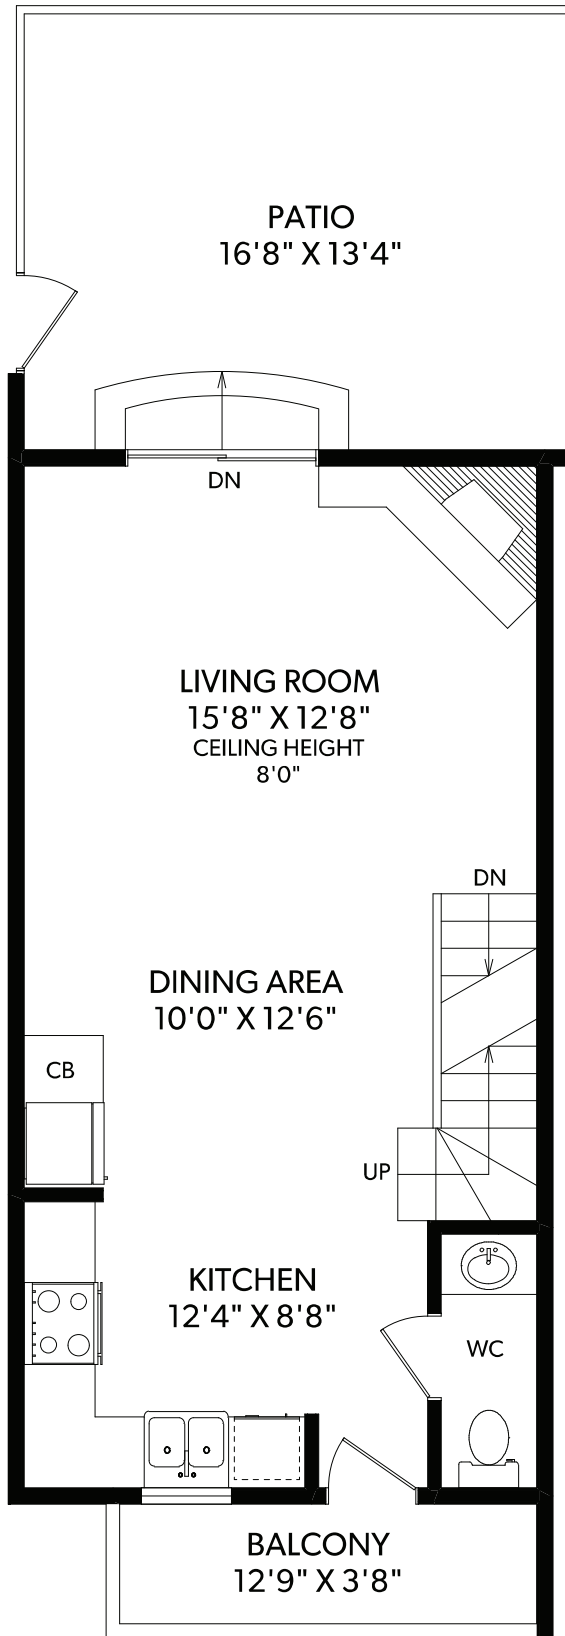 PATIO
16'8" X 13'4"
DN
LIVING ROOM
15'8" X 12'8"
CEILING HEIGHT
8'0"
DN
DINING AREA
10'0" X 12'6"
CB
UP
KITCHEN
12'4" X 8'8"
WC
BALCONY
12'9" X 3'8"